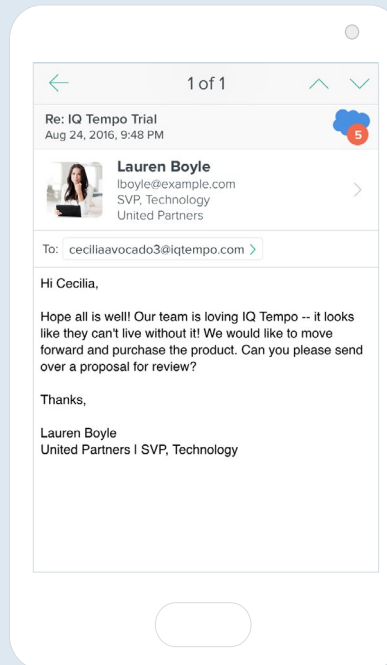 1 of 1
Re: IQ Tempo Trial
Aug 24, 2016, 9:48 PM
5
Lauren Boyle
lboyle@example.com
SVP, Technology
United Partners
To: ceciliaavocado3@iqtempo.com >
Hi Cecilia,
Hope all is well! Our team is loving IQ Tempo -- it looks
like they can't live without it! We would like to move
forward and purchase the product. Can you please send
over a proposal for review?
Thanks,
Lauren Boyle
United Partners I SVP, Technology